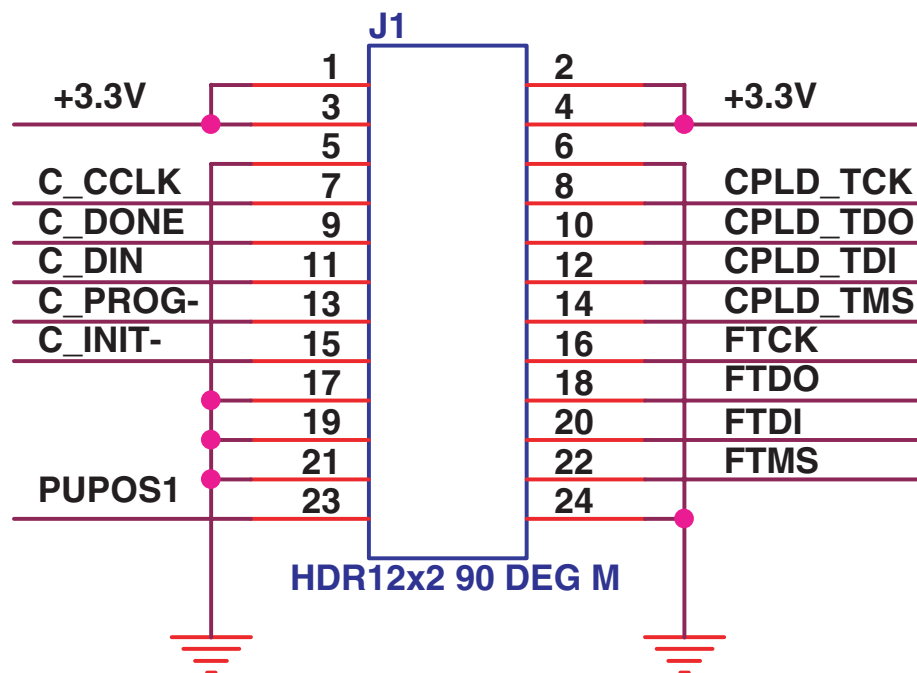 J1
1 2
+3.3V 3 4 +3.3V
5 6
C_CCLK 7 8 CPLD_TCK
C_DONE 9 10 CPLD_TDO
C_DIN 11 12 CPLD_TDI
C_PROG- 13 14 CPLD_TMS
C_INIT- 15 16 FTCK
17 18 FTDO
19 20 FTDI
21 22 FTMS
PUPOS1 23 24
HDR12x2 90 DEG M